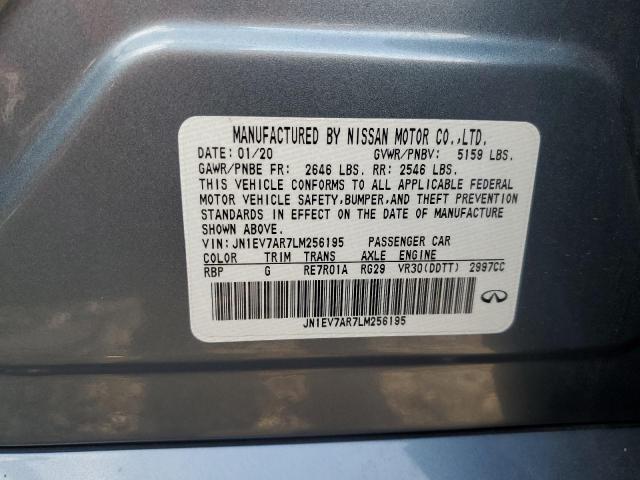 MANUFACTURED BY NISSAN MOTOR CO.,LTD.
DATE: 01/20 GVWR/PNBV: 5159 LBS.
GAWR/PNBE FR: 2646 LBS. RR: 2546 LBS.
THIS VEHICLE CONFORMS TO ALL APPLICABLE FEDERAL
MOTOR VEHICLE SAFETY,BUMPER,AND THEFT PREVENTION
STANDARDS IN EFFECT ON THE DATE OF MANUFACTURE
SHOWN ABOVE.
VIN: JN1EV7AR7LM256195 PASSENGER CAR
COLOR TRIM TRANS AXLE ENGINE
RBP G RE7R01A RG29 VR30(DDTT) 2997CC
JN1EV7AR7LM256195